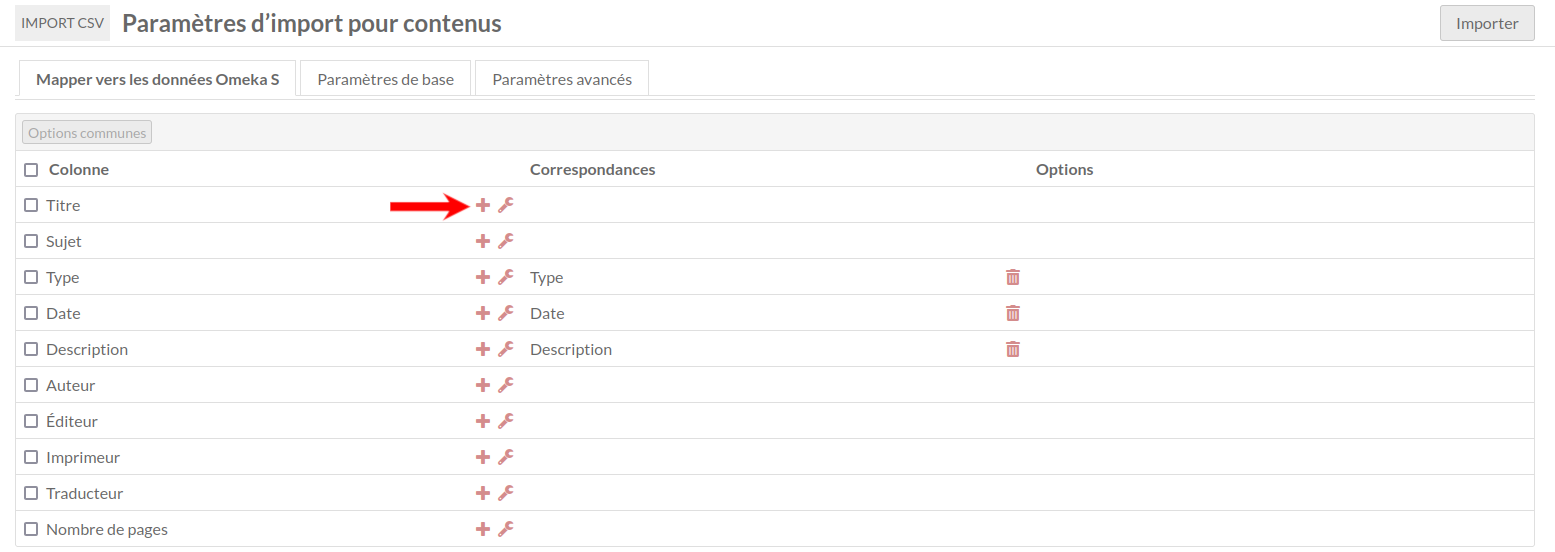 IMPORT CSV Paramètres d’import pour contenus Importer
Mapper vers les données Omeka S Paramètres de base Paramètres avancés
Options communes
Colonne Correspondances Options
Titre
Sujet
Type Type
Date Date
Description Description
Auteur
Éditeur
Imprimeur
Traducteur
Nombre de pages